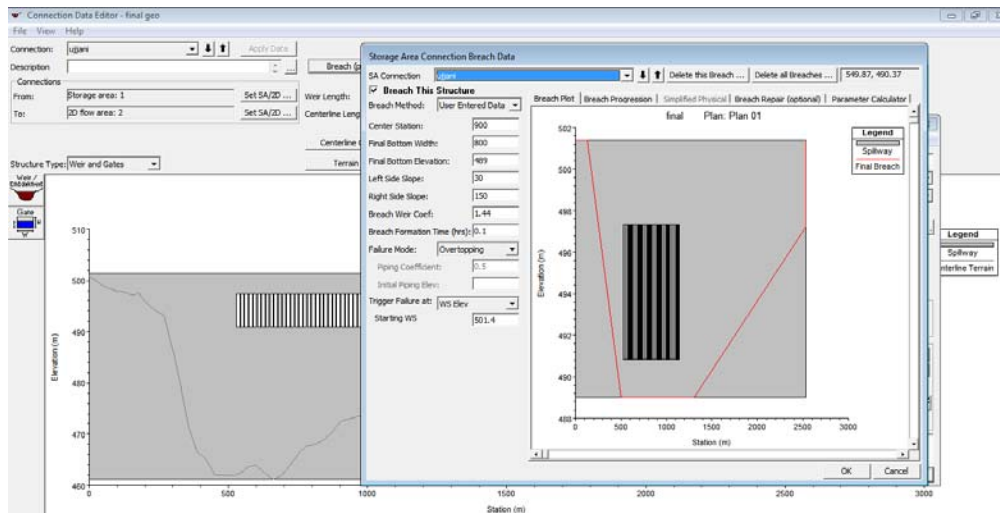 Connection Data Editor - final geo
File View Help
Connection: ujjani Apply Data
Description ... Breach (p
Connections
From: Storage area: 1 Set SA/2D ... Weir Length:
To: 2D flow area: 2 Set SA/2D ... Centerline Leng
Centerline
Structure Type: Weir and Gates Terrain
Weir / Embankment
Gate
510
500
490
480
470
460
Elevation (m)
0 500 1000 1500 2000 2500 3000
Station (m)
Legend
Spillway
nterline Terrain
Storage Area Connection Breach Data
SA Connection ujjani Delete this Breach ... Delete all Breaches ... 549.87, 490.37
Breach This Structure
Breach Method: User Entered Data
Center Station: 900
Final Bottom Width: 800
Final Bottom Elevation: 489
Left Side Slope: 30
Right Side Slope: 150
Breach Weir Coef: 1.44
Breach Formation Time (hrs): 0.1
Failure Mode: Overtopping
Piping Coefficient: 0.5
Initial Piping Elev:
Trigger Failure at: WS Elev
Starting WS 501.4
Breach Plot Breach Progression Simplified Physical Breach Repair (optional) Parameter Calculator
final Plan: Plan 01
Legend
Spillway
Final Breach
502
500
498
496
494
492
490
488
Elevation (m)
0 500 1000 1500 2000 2500 3000
Station (m)
OK Cancel